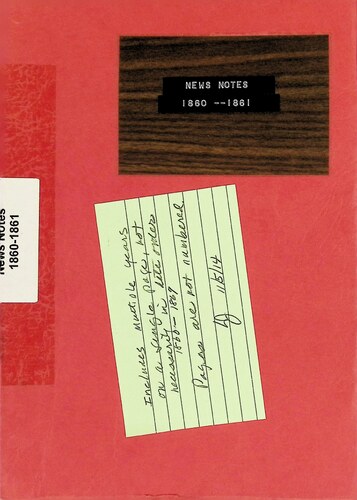 NEWS NOTES
1860 -- 1861
News Notes
1860-1861
Includes multiple years
on a single page, not
necessarily in date order
1860 - 1869
Pages are not numbered
11/5/14